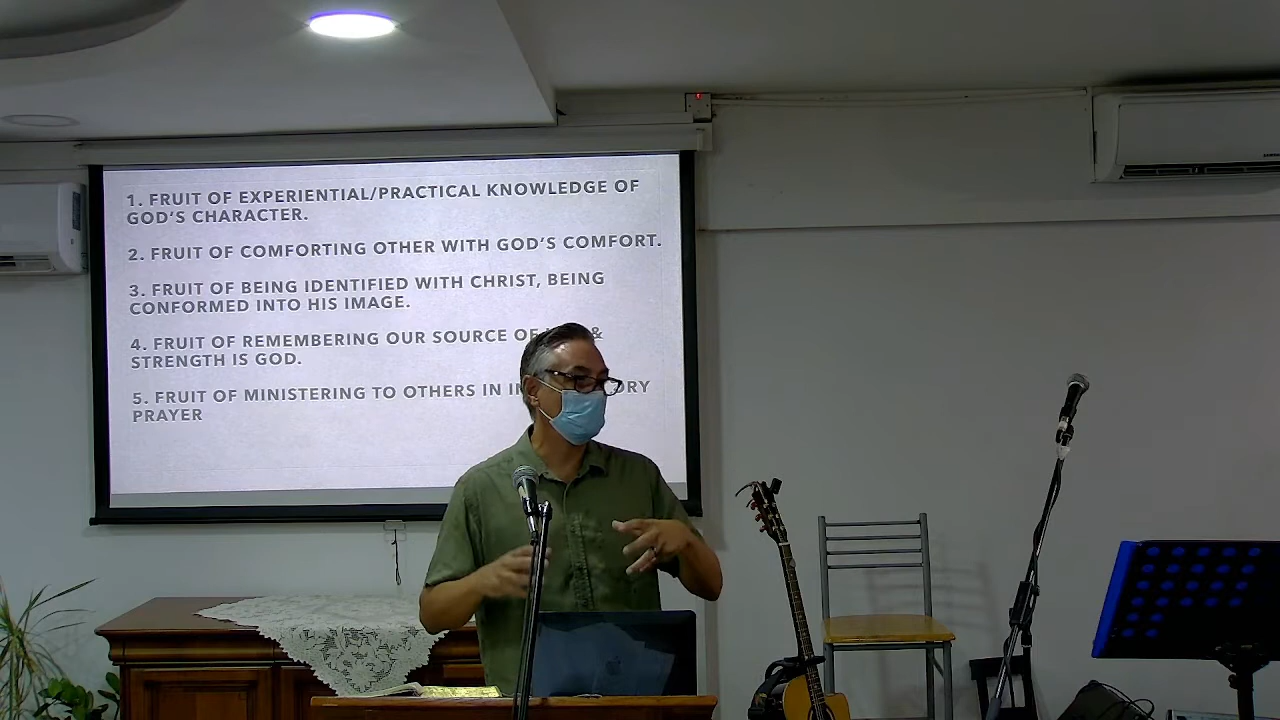 1. FRUIT OF EXPERIENTIAL/PRACTICAL KNOWLEDGE OF
GOD'S CHARACTER.
2. FRUIT OF COMFORTING OTHER WITH GOD'S COMFORT.
3. FRUIT OF BEING IDENTIFIED WITH CHRIST, BEING
CONFORMED INTO HIS IMAGE.
4. FRUIT OF REMEMBERING OUR SOURCE OF &
STRENGTH IS GOD.
5. FRUIT OF MINISTERING TO OTHERS IN
PRAYER